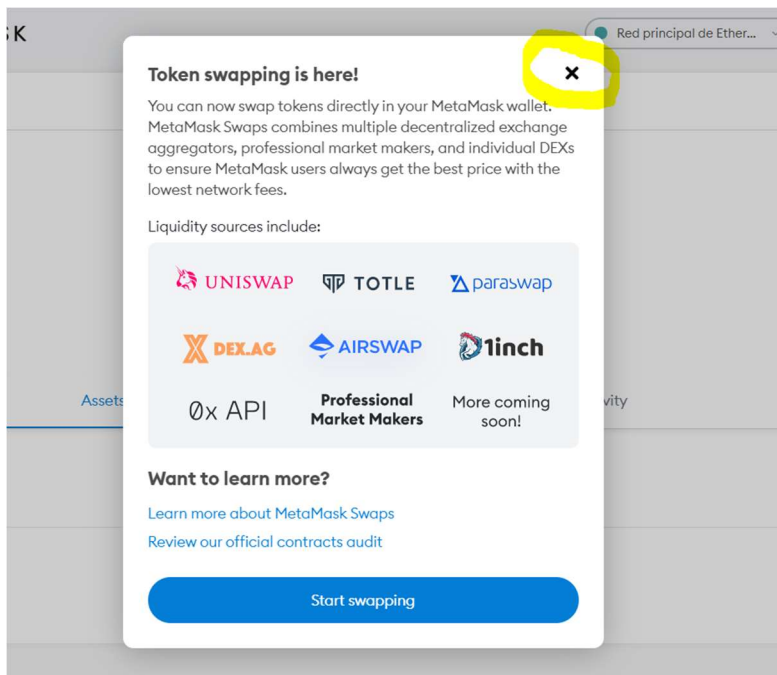 SK
Red principal de Ether...
Token swapping is here!
You can now swap tokens directly in your MetaMask wallet.
MetaMask Swaps combines multiple decentralized exchange
aggregators, professional market makers, and individual DEXs
to ensure MetaMask users always get the best price with the
lowest network fees.
Liquidity sources include:
UNISWAP
TOTLE
paraswap
DEX.AG
AIRSWAP
1inch
0x API
Professional
Market Makers
More coming
soon!
Assets
vity
Want to learn more?
Learn more about MetaMask Swaps
Review our official contracts audit
Start swapping